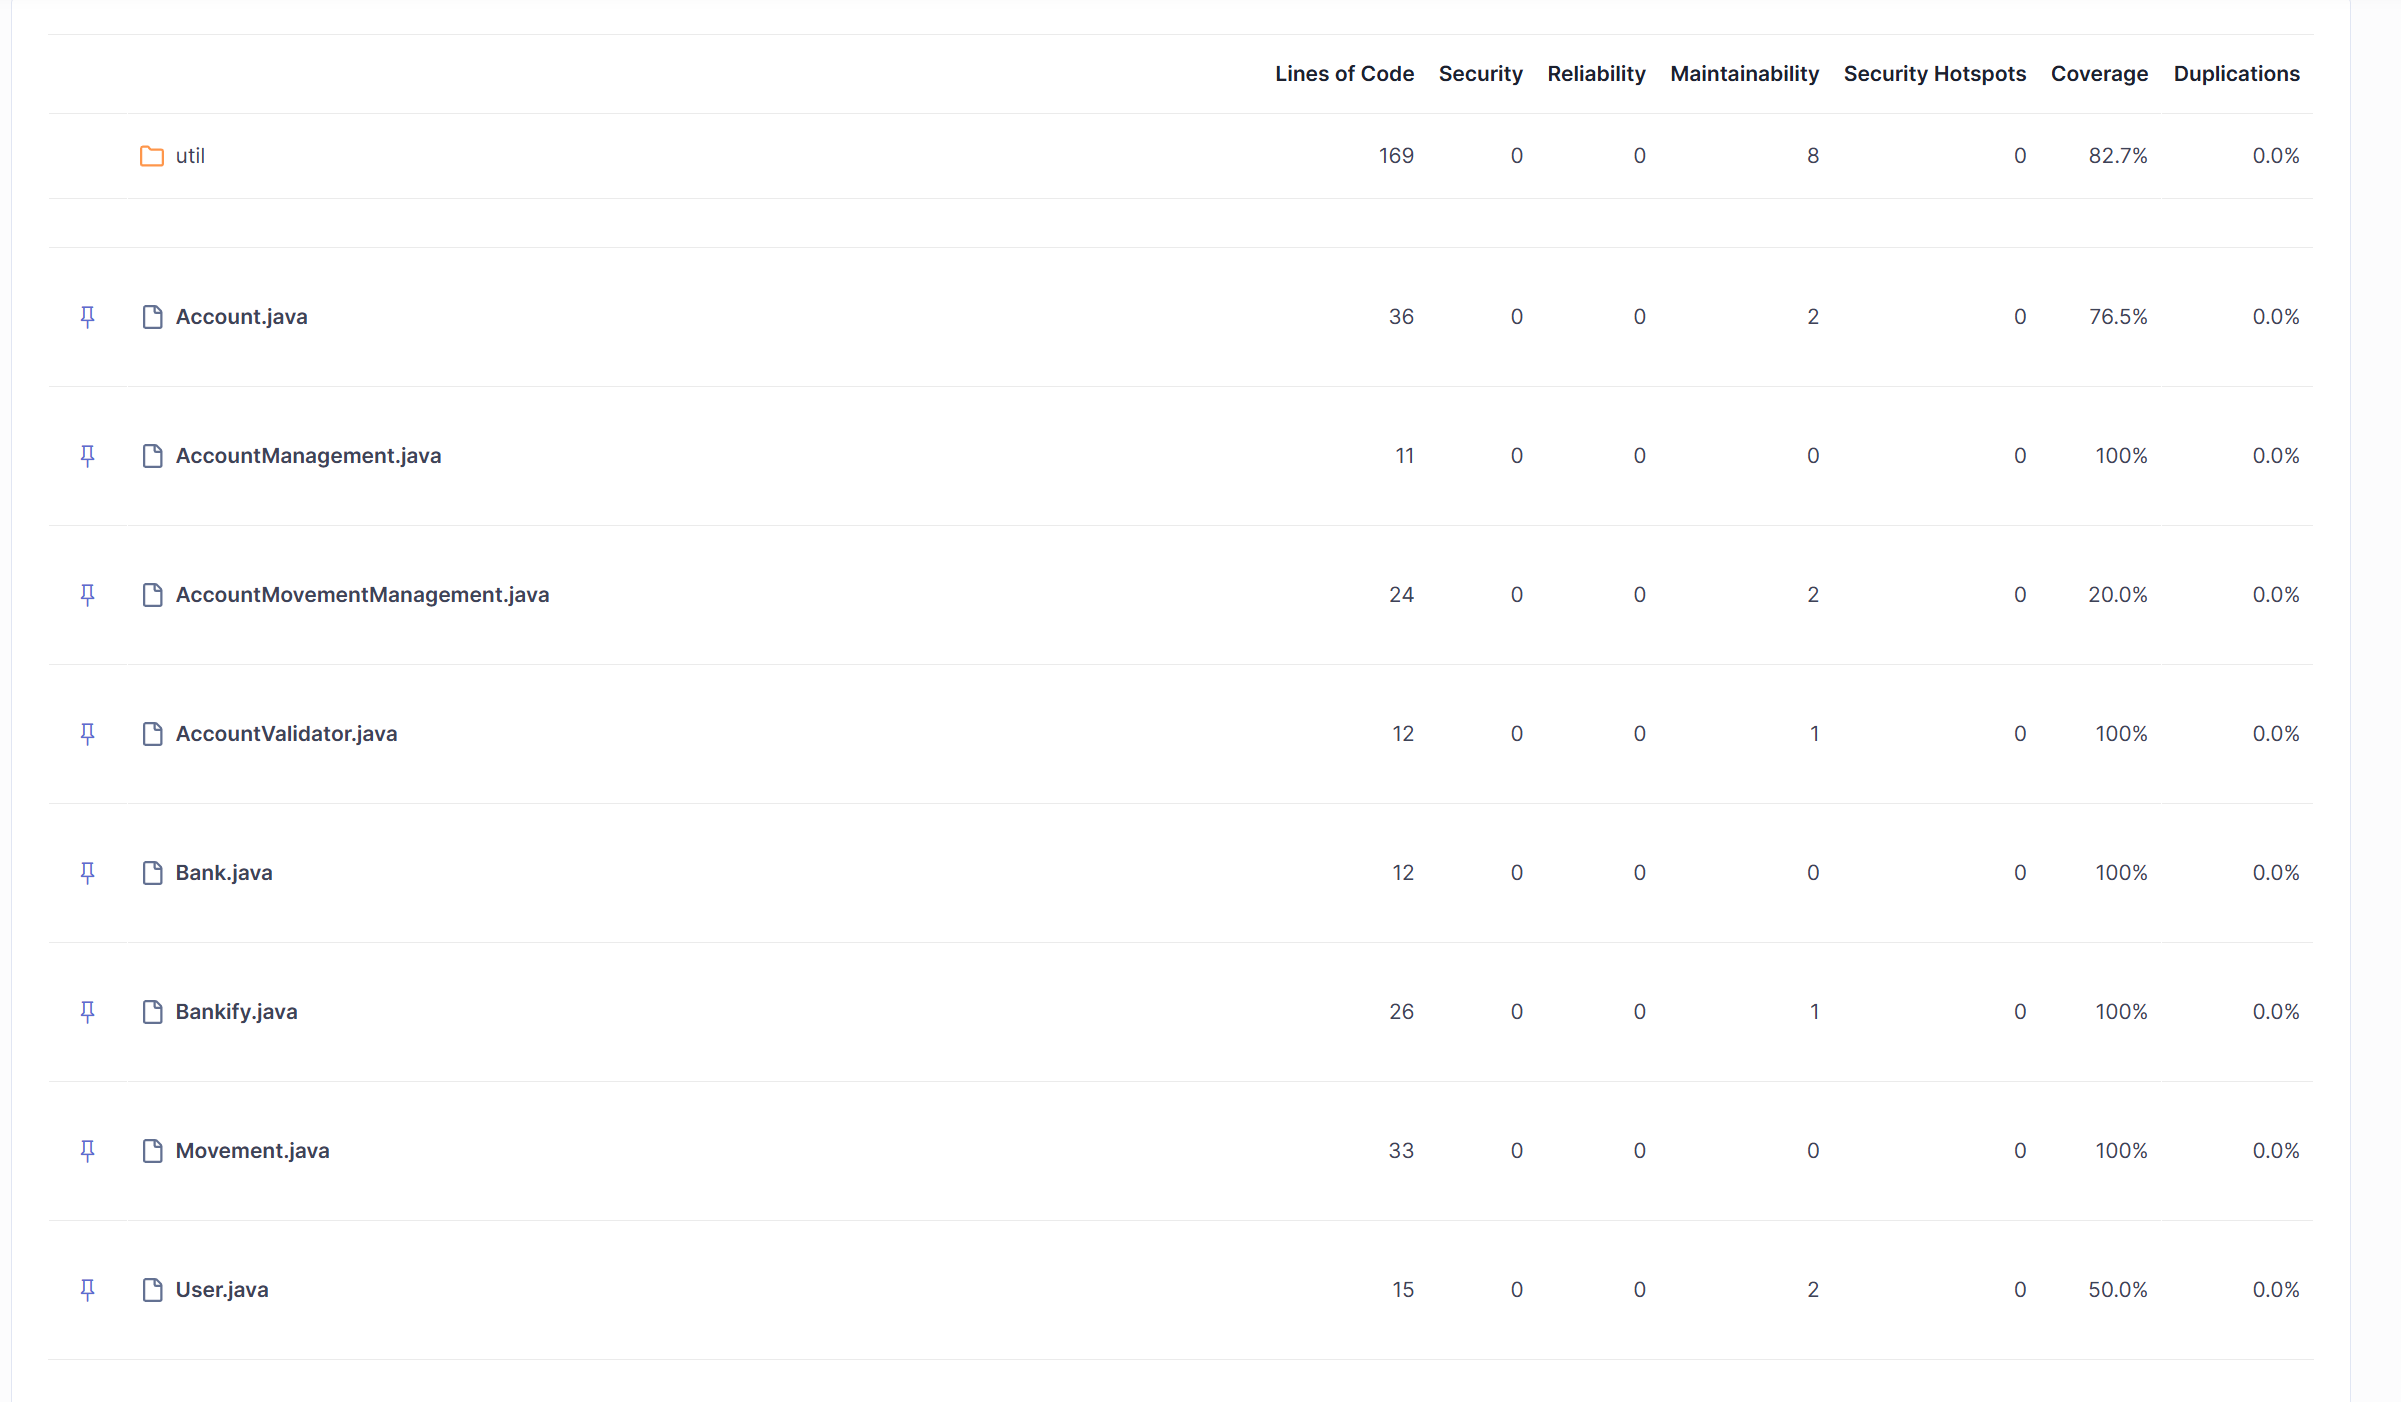 Lines of Code Security Reliability Maintainability Security Hotspots Coverage Duplications
util 169 0 0 8 0 82.7% 0.0%
Account.java 36 0 0 2 0 76.5% 0.0%
AccountManagement.java 11 0 0 0 0 100% 0.0%
AccountMovementManagement.java 24 0 0 2 0 20.0% 0.0%
AccountValidator.java 12 0 0 1 0 100% 0.0%
Bank.java 12 0 0 0 0 100% 0.0%
Bankify.java 26 0 0 1 0 100% 0.0%
Movement.java 33 0 0 0 0 100% 0.0%
User.java 15 0 0 2 0 50.0% 0.0%